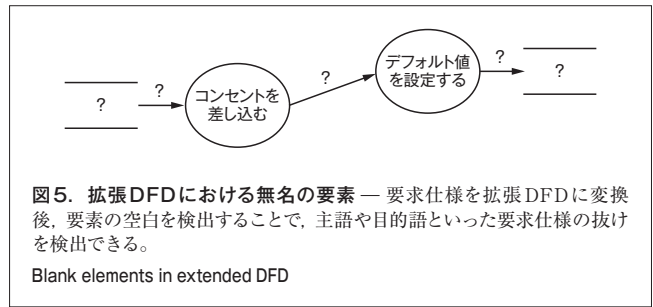 ?
?
コンセントを
差し込む
?
デフォルト値
を設定する
?
?
図5. 拡張DFDにおける無名の要素 — 要求仕様を拡張DFDに変換
後, 要素の空白を検出することで, 主語や目的語といった要求仕様の抜け
を検出できる。
Blank elements in extended DFD